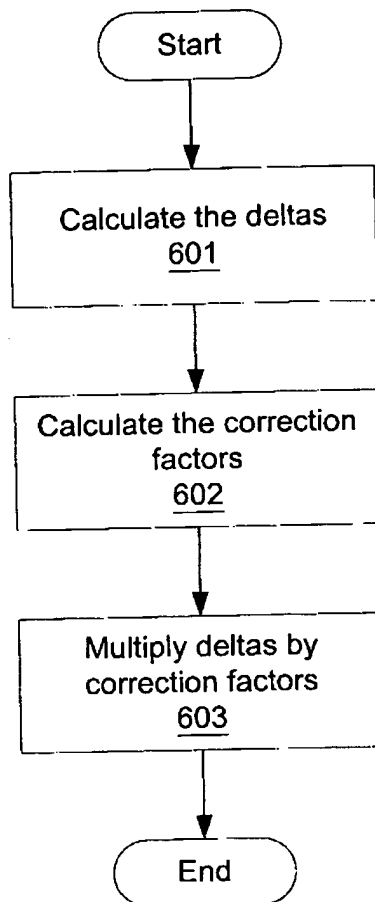 Start
Calculate the deltas
601
Calculate the correction
factors
602
Multiply deltas by
correction factors
603
End